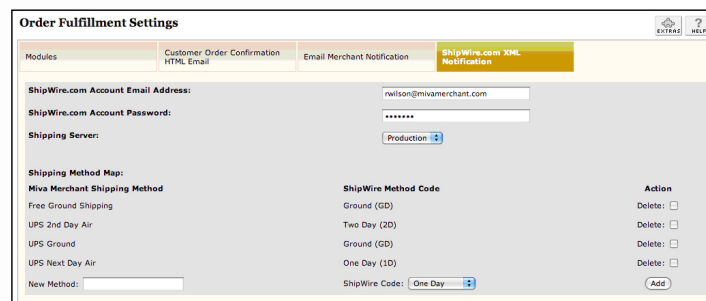 Order Fulfillment Settings
EXTRAS HELP
Modules
Customer Order Confirmation
HTML Email
Email Merchant Notification
ShipWire.com XML
Notification
ShipWire.com Account Email Address:
rwilson@mivamerchant.com
ShipWire.com Account Password:
•••••••
Shipping Server:
Production
Shipping Method Map:
Miva Merchant Shipping Method ShipWire Method Code Action
Free Ground Shipping Ground (GD) Delete:
UPS 2nd Day Air Two Day (2D) Delete:
UPS Ground Ground (GD) Delete:
UPS Next Day Air One Day (1D) Delete:
New Method: ShipWire Code: One Day Add